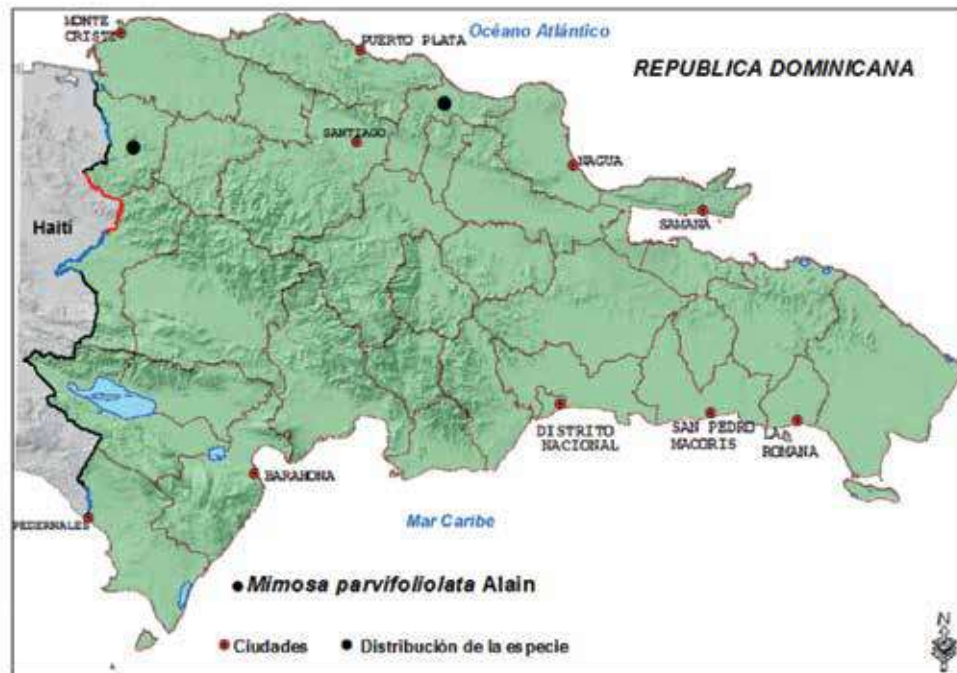 MONTE
CRISTI
Océano Atlántico
PUERTO PLATA
REPUBLICA DOMINICANA
SANTIAGO
NAGUA
SAMANA
Haití
DISTRITO
NACIONAL
SAN PEDRO
MACORIS
LA
ROMANA
BARAHONA
PEDERNALES
Mar Caribe
Mimosa parvifoliolata Alain
Ciudades
Distribución de la especie
N